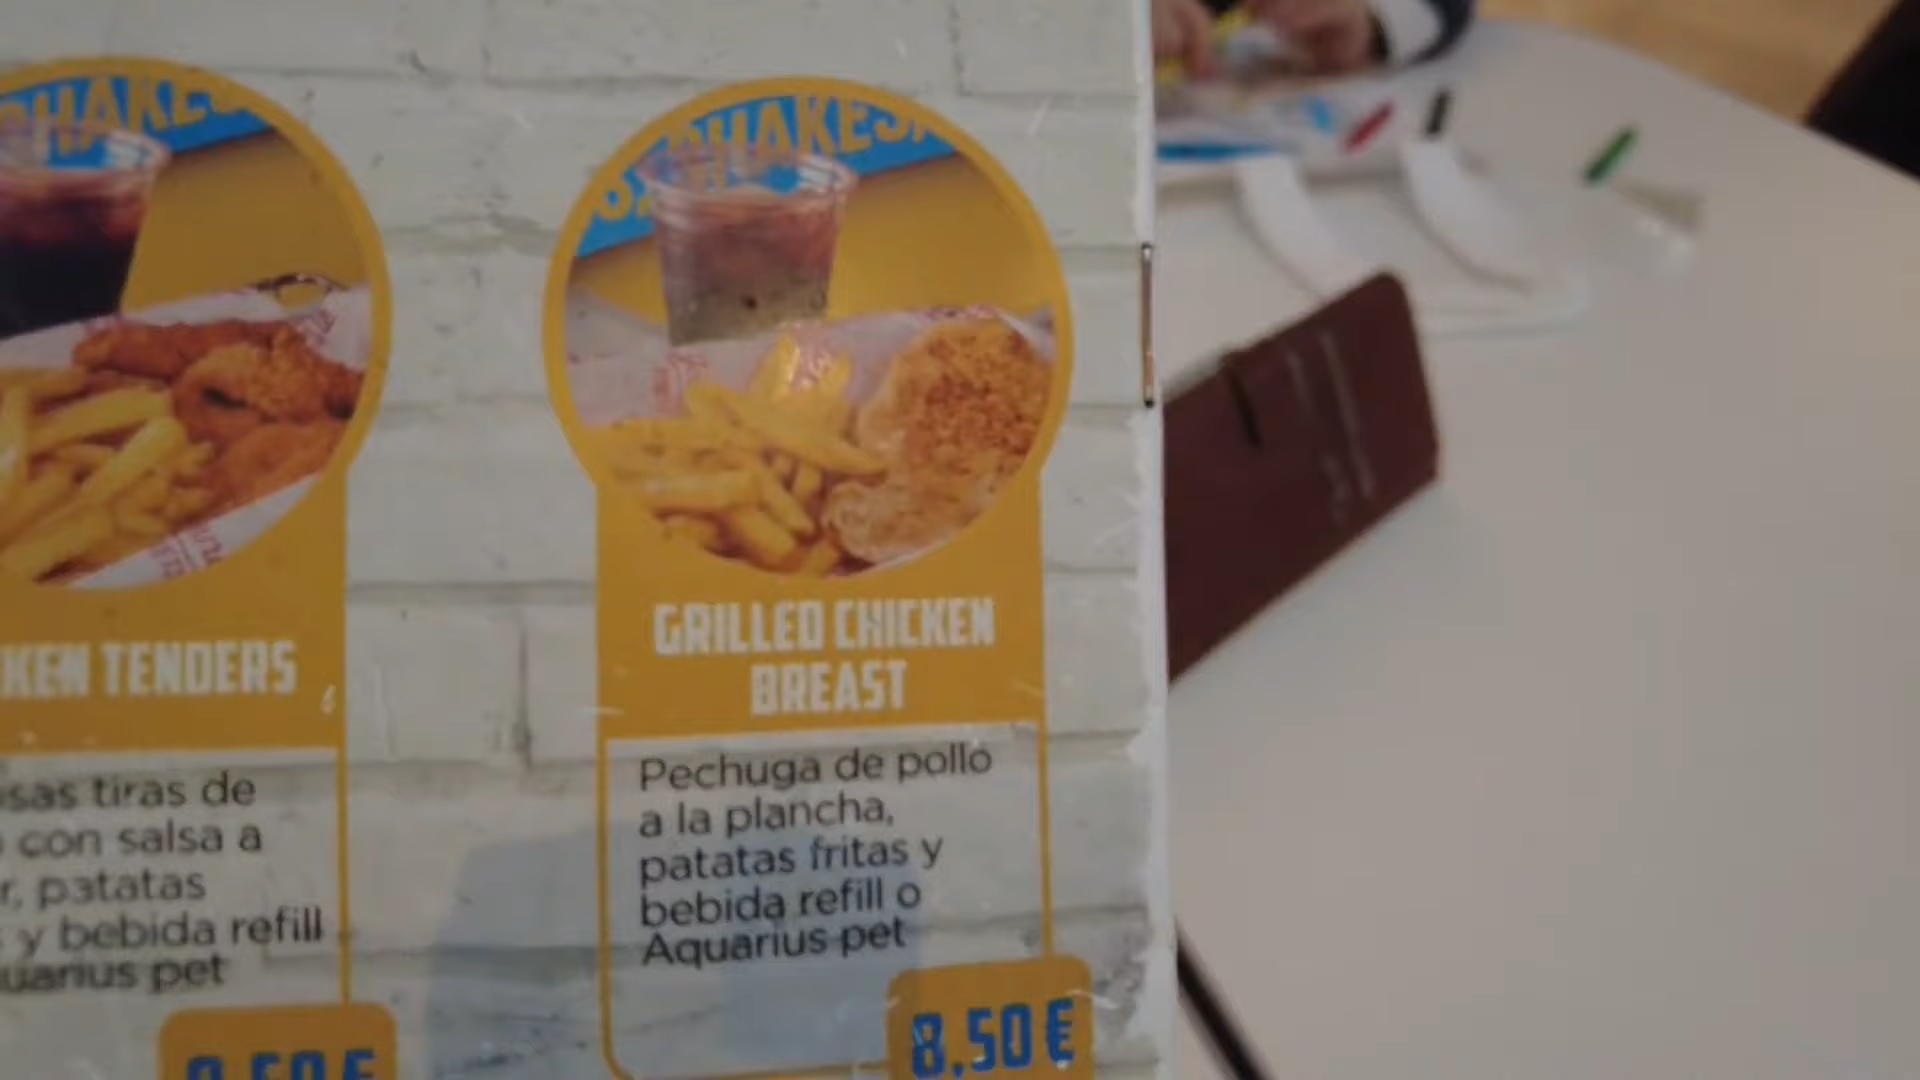 SHAKES
SHAKES
KEN TENDERS
sas tiras de
con salsa a
r, patatas
y bebida refill
uarius pet
GRILLED CHICKEN
BREAST
Pechuga de pollo
a la plancha,
patatas fritas y
bebida refill o
Aquarius pet
8.50€